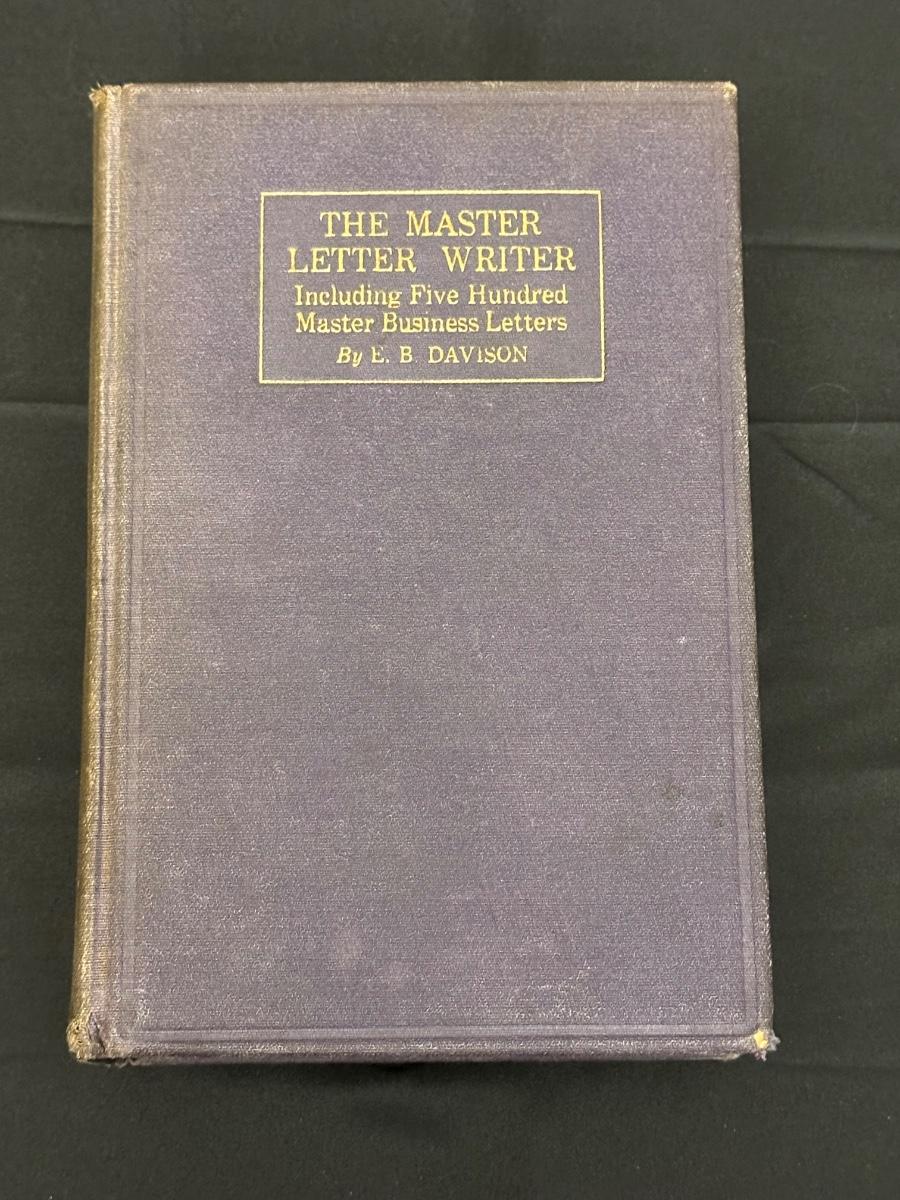 THE MASTER
LETTER WRITER
Including Five Hundred
Master Business Letters
By E. B. DAVISON